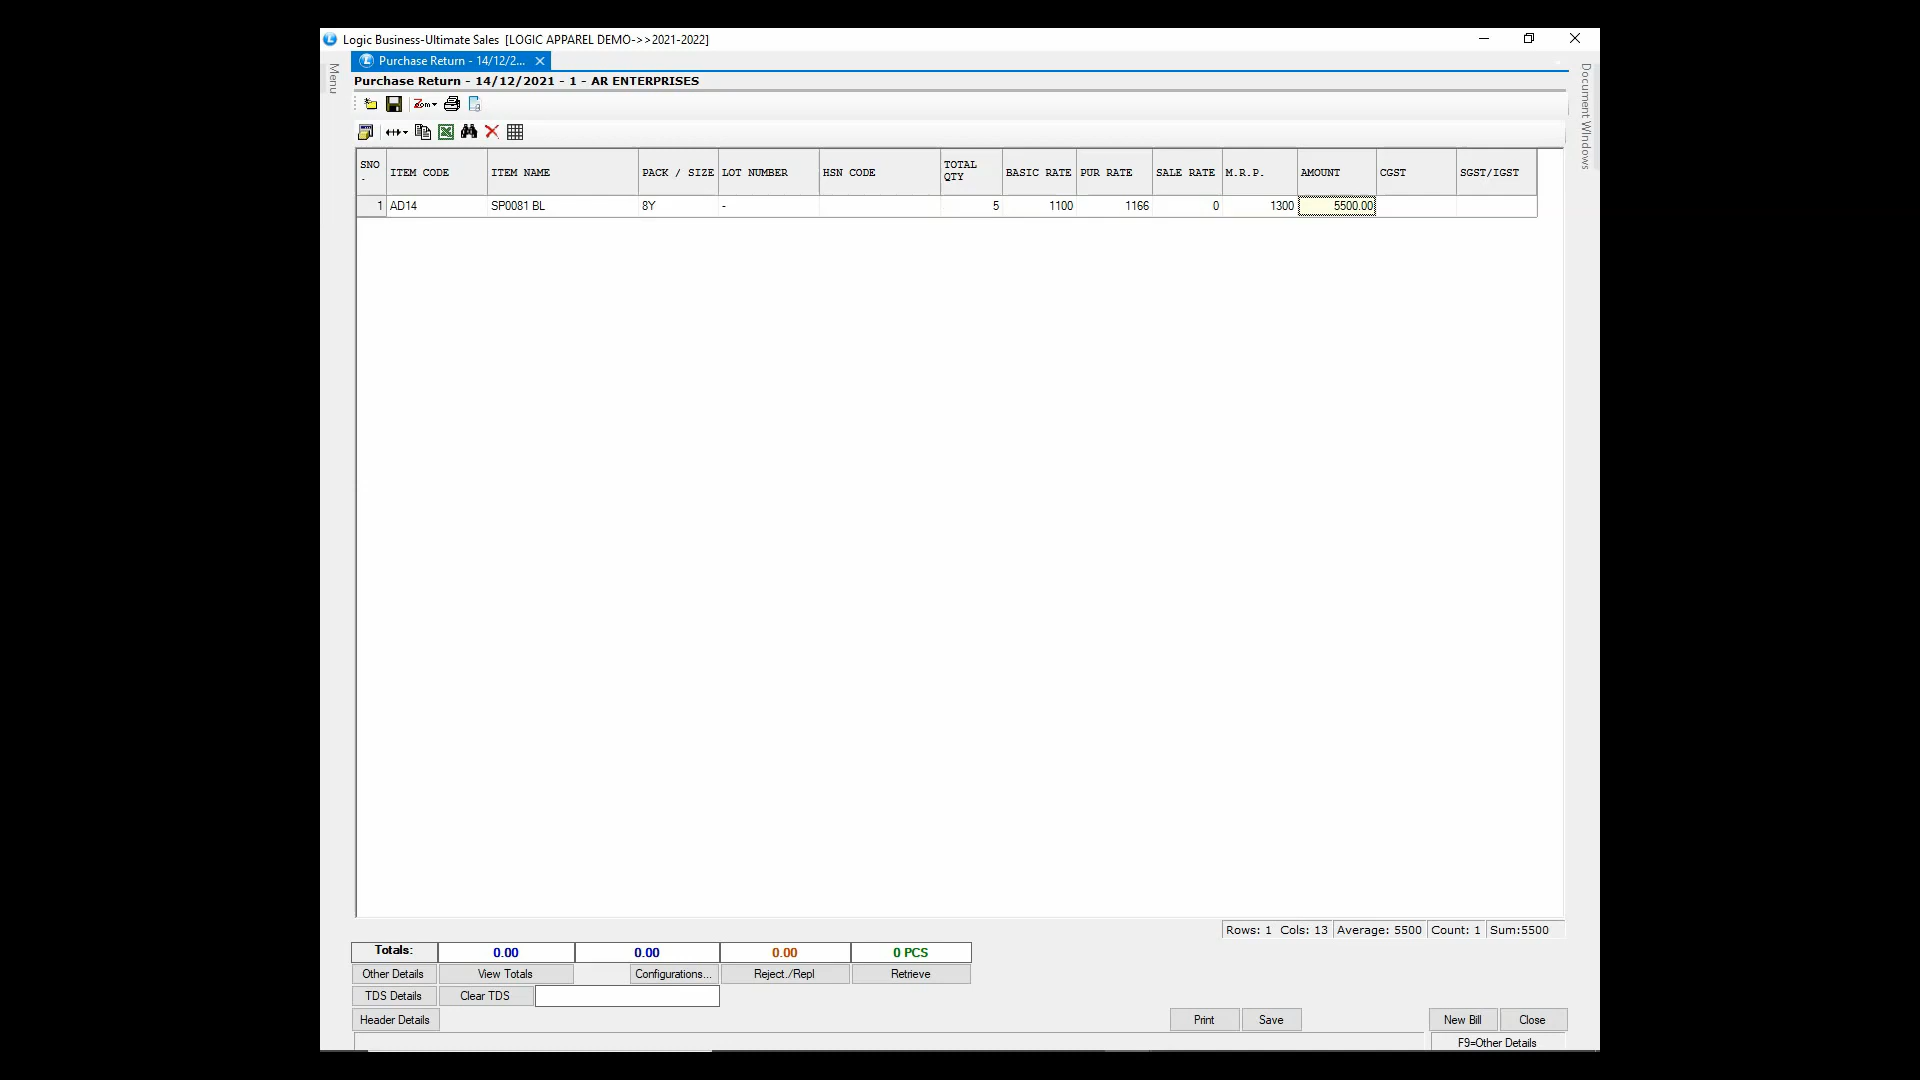 Logic Business-Ultimate Sales [LOGIC APPAREL DEMO->>2021-2022]
Menu
Purchase Return - 14/12/2...
Document Windows
Purchase Return - 14/12/2021 - 1 - AR ENTERPRISES
Zom
SNO. ITEM CODE ITEM NAME PACK / SIZE LOT NUMBER HSN CODE TOTAL QTY BASIC RATE PUR RATE SALE RATE M.R.P. AMOUNT CGST SGST/IGST
1 AD14 SP0081 BL 8Y - 5 1100 1166 0 1300 5500.00
Rows: 1 Cols: 13 Average: 5500 Count: 1 Sum:5500
Totals: 0.00 0.00 0.00 0 PCS
Other Details View Totals Configurations... Reject./Repl Retrieve
TDS Details Clear TDS
Header Details Print Save New Bill Close
F9=Other Details